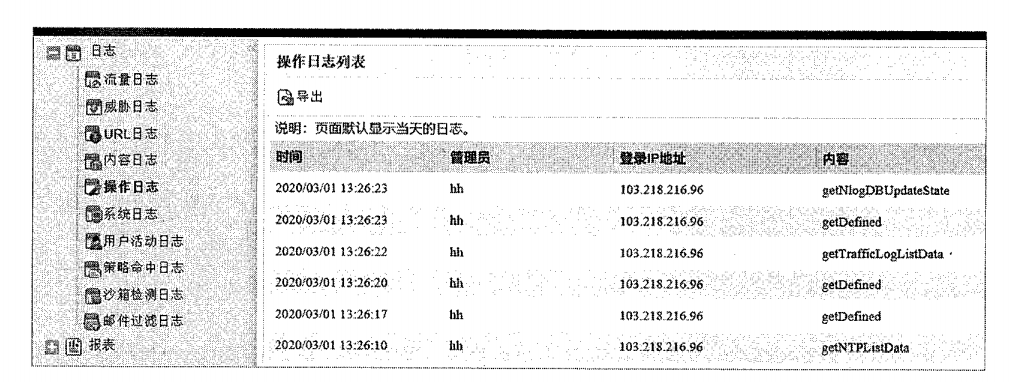 日志
流量日志
威胁日志
URL日志
内容日志
操作日志
系统日志
用户活动日志
策略命中日志
沙箱检测日志
邮件过滤日志
报表
操作日志列表
导出
说明：页面默认显示当天的日志。
时间 管理员 登录IP地址 内容
2020/03/01 13:26:23 hh 103.218.216.96 getNlogDBUpdateState
2020/03/01 13:26:23 hh 103.218.216.96 getDefined
2020/03/01 13:26:22 hh 103.218.216.96 getTrafficLogListData
2020/03/01 13:26:20 hh 103.218.216.96 getDefined
2020/03/01 13:26:17 hh 103.218.216.96 getDefined
2020/03/01 13:26:10 hh 103.218.216.96 getNTPListData